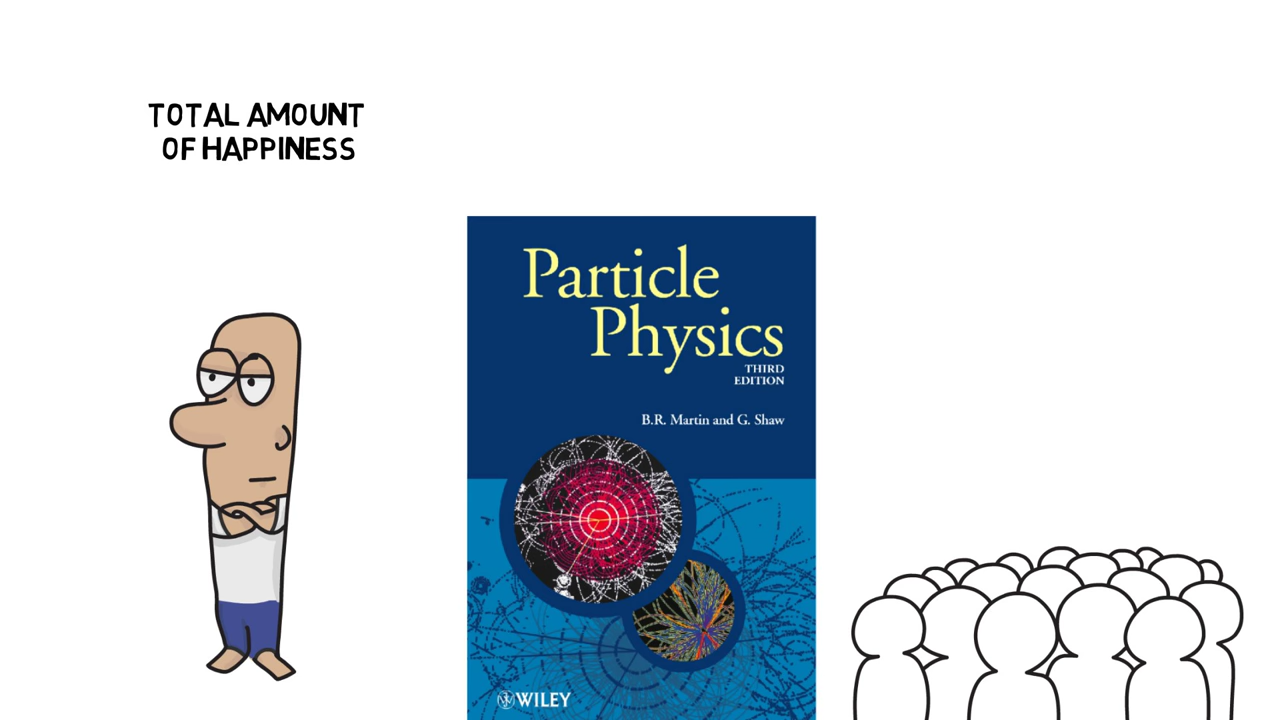 TOTAL AMOUNT
OF HAPPINESS
Particle
Physics
THIRD
EDITION
B.R. Martin and G. Shaw
WILEY